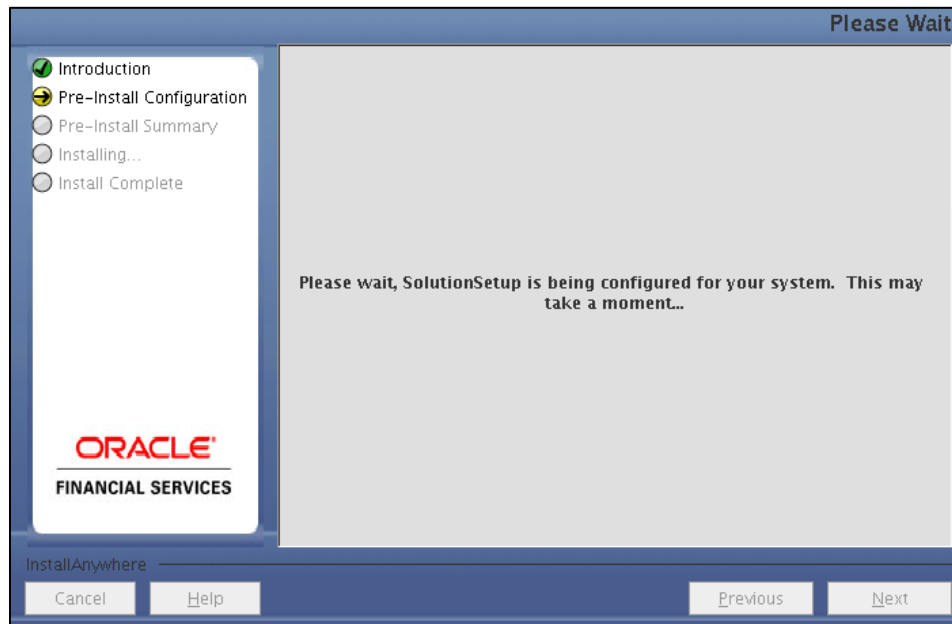 Please Wait
Introduction
Pre-Install Configuration
Pre-Install Summary
Installing...
Install Complete
Please wait, SolutionSetup is being configured for your system. This may
take a moment...
ORACLE
FINANCIAL SERVICES
InstallAnywhere
Cancel
Help
Previous
Next